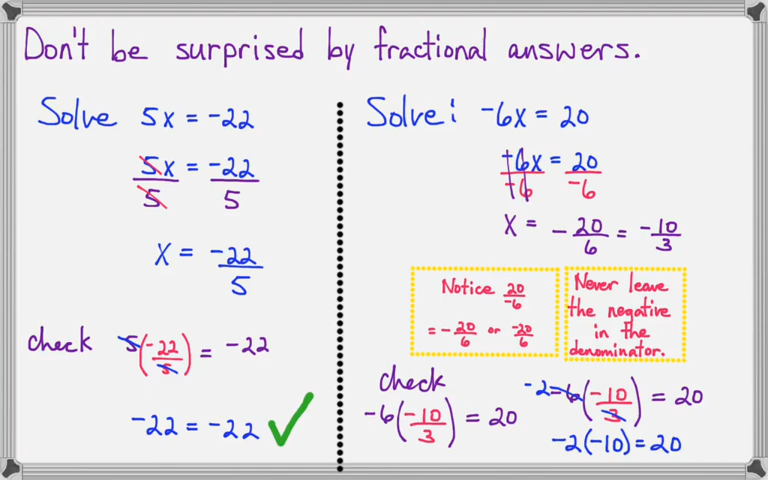 Don't be surprised by fractional answers.
Solve 5x = -22
5x/5 = -22/5
x = -22/5
check 5(-22/5) = -22
-22 = -22 ✓
Solve: -6x = 20
-6x/-6 = 20/-6
x = -20/6 = -10/3
Notice 20/-6
= -20/6 or -20/6
Never leave
the negative
in the
denominator.
check
-6(-10/3) = 20
-2 -6(-10/3) = 20
-2(-10) = 20